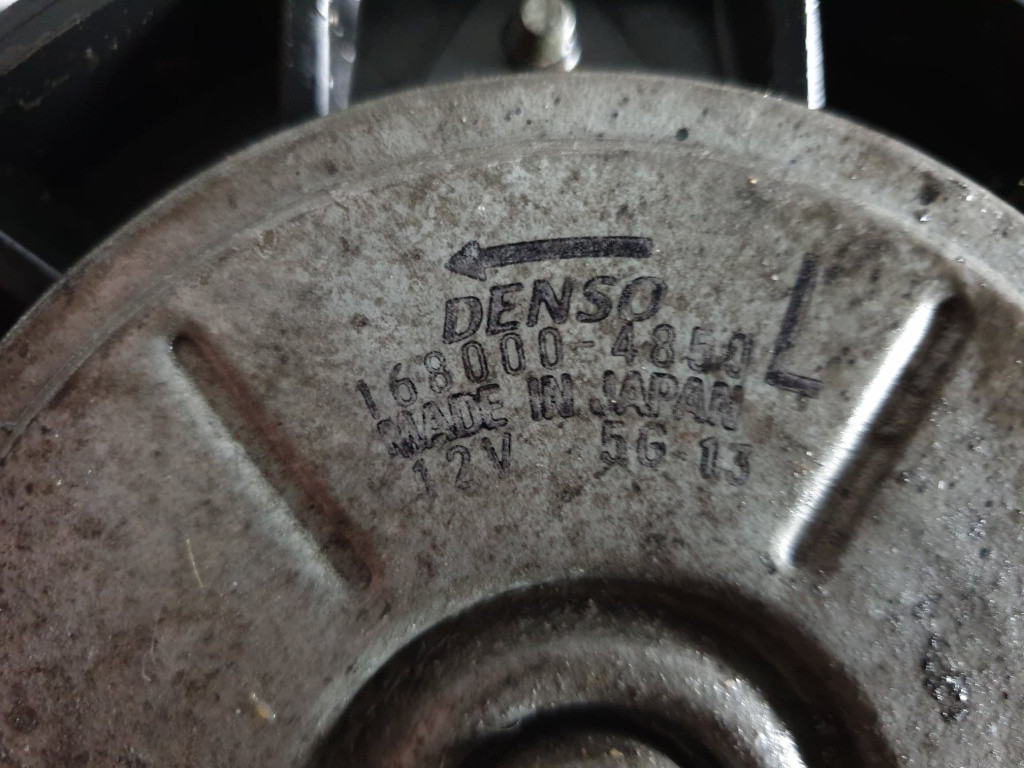 DENSO
L
168000-4850
MADE IN JAPAN
12V 5G 13